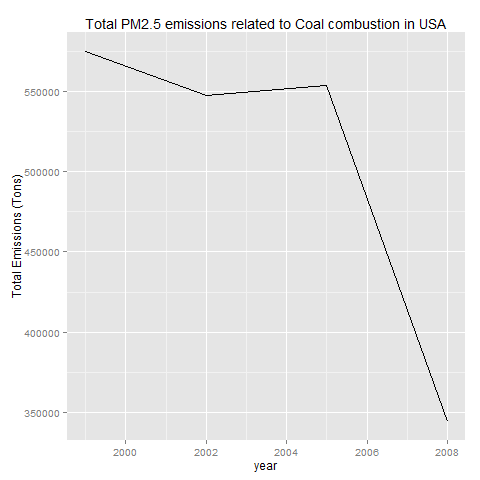 Total PM2.5 emissions related to Coal combustion in USA
Total Emissions (Tons)
550000
500000
450000
400000
350000
2000 2002 2004 2006 2008
year